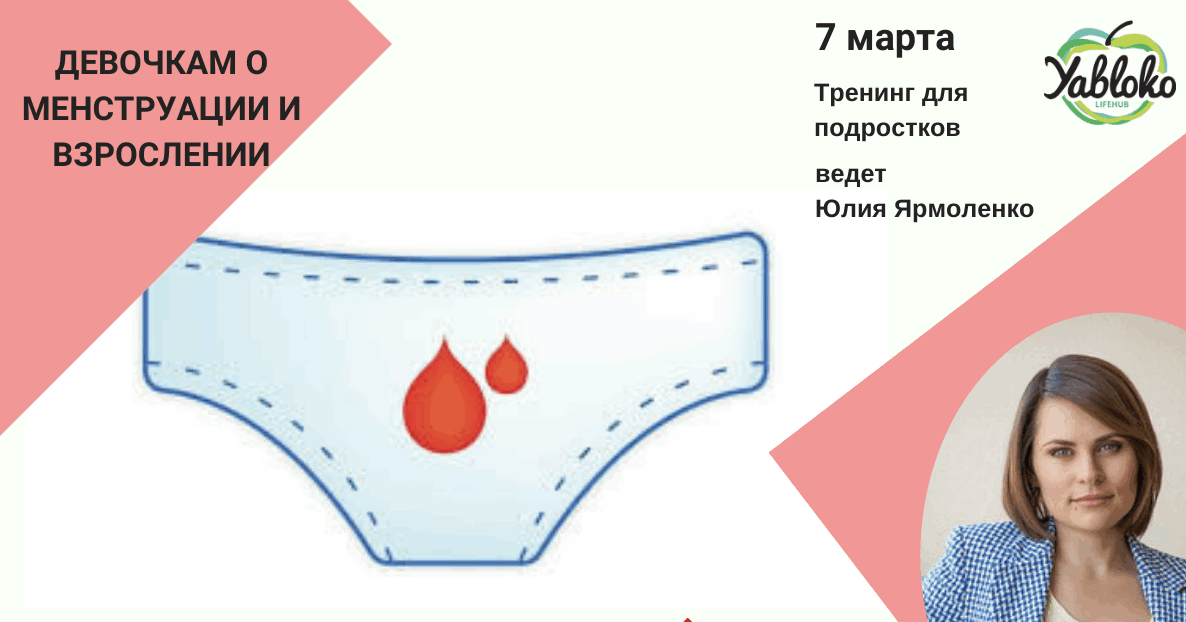 ДЕВОЧКАМ О
МЕНСТРУАЦИИ И
ВЗРОСЛЕНИИ
7 марта
Тренинг для
подростков
ведет
Юлия Ярмоленко
Yabloko
LIFEHUB